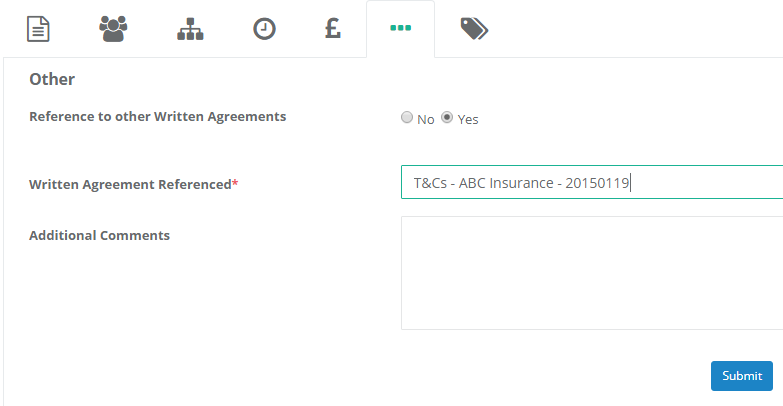 £
Other
Reference to other Written Agreements
No Yes
Written Agreement Referenced*
T&Cs - ABC Insurance - 20150119
Additional Comments
Submit